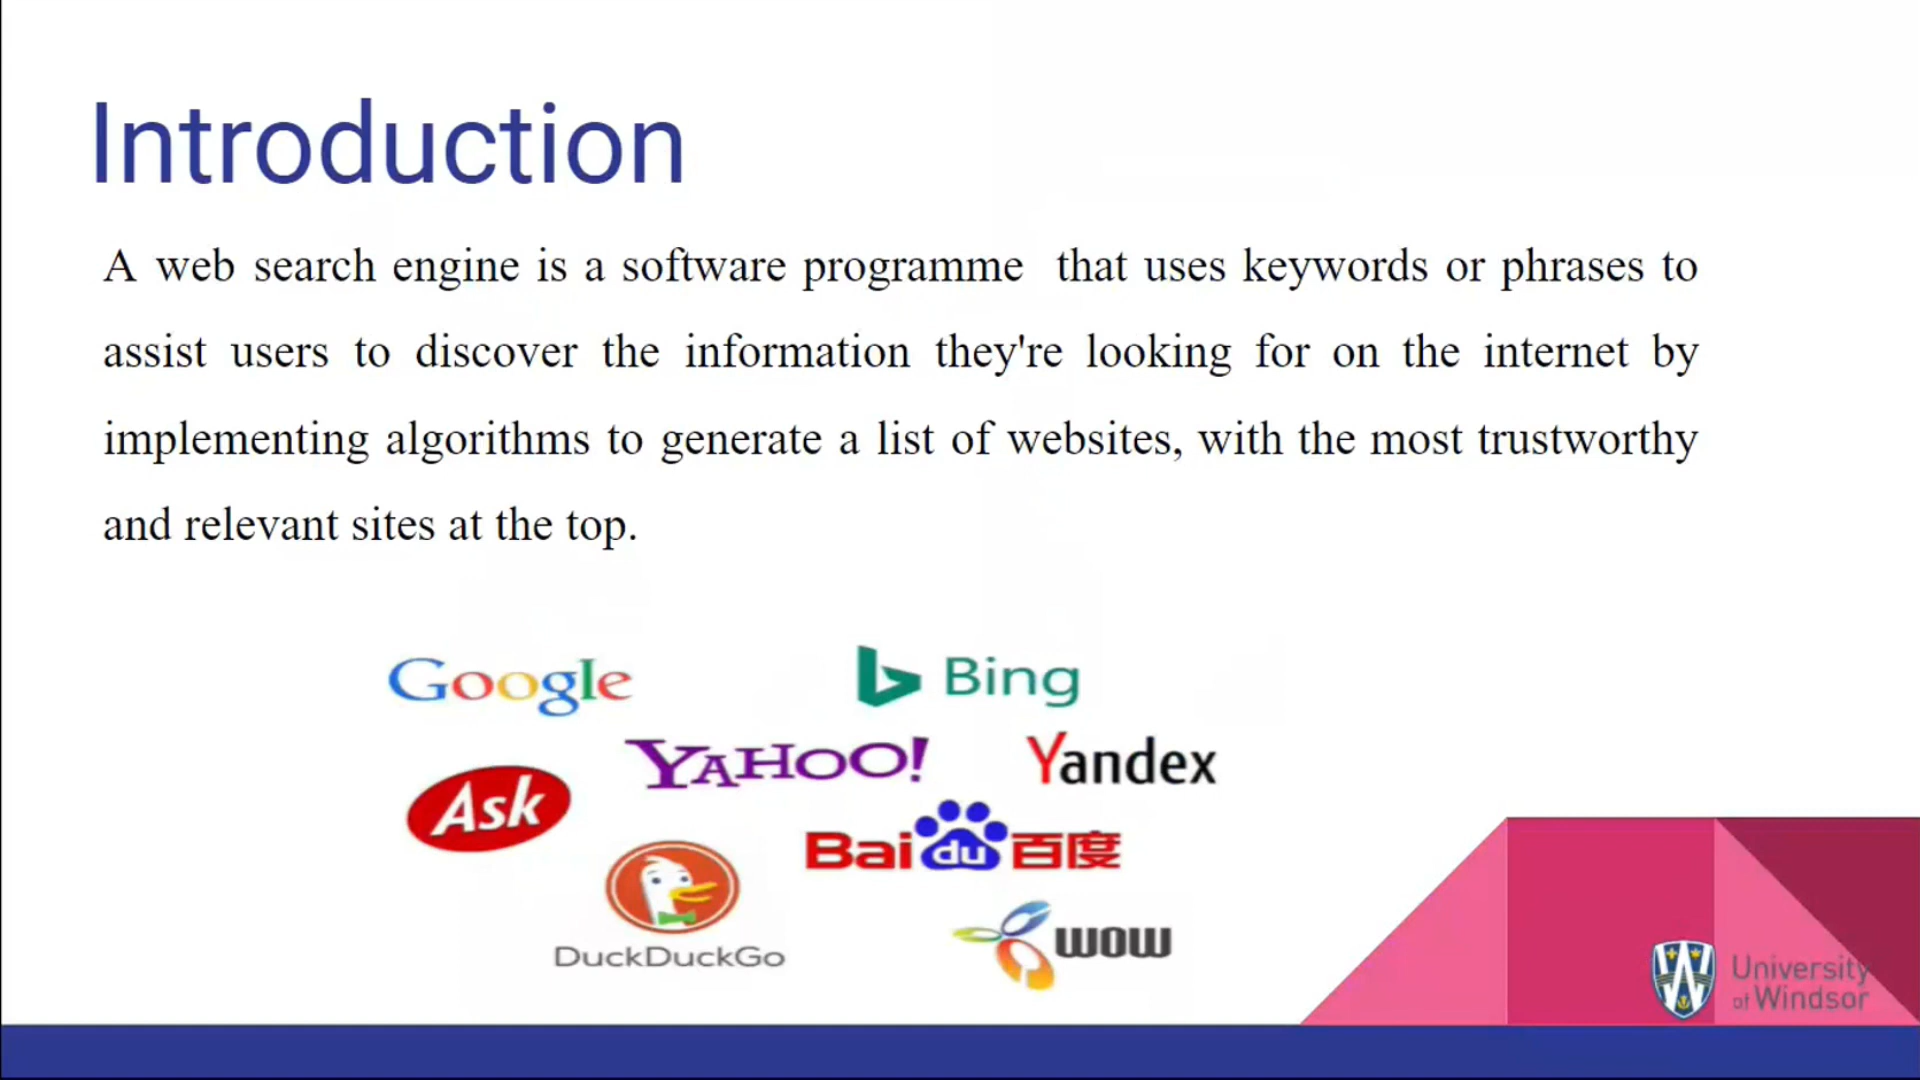 Introduction
A web search engine is a software programme that uses keywords or phrases to
assist users to discover the information they're looking for on the internet by
implementing algorithms to generate a list of websites, with the most trustworthy
and relevant sites at the top.
Google
Bing
YAHOO!
Yandex
Ask
Baidu百度
DuckDuckGo
WOW
University
of Windsor